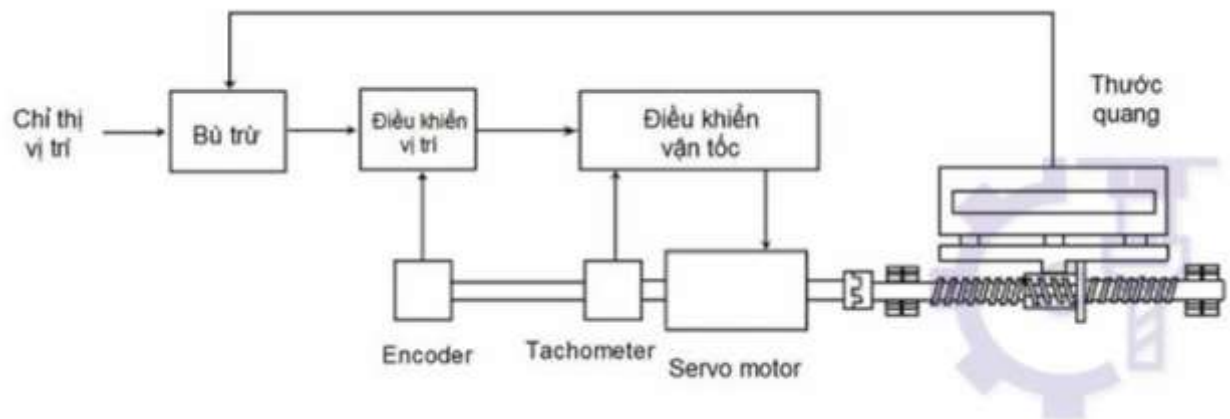 Thước
quang
Chỉ thị
vị trí
Bù trừ
Điều khiển
vị trí
Điều khiển
vận tốc
Encoder
Tachometer
Servo motor